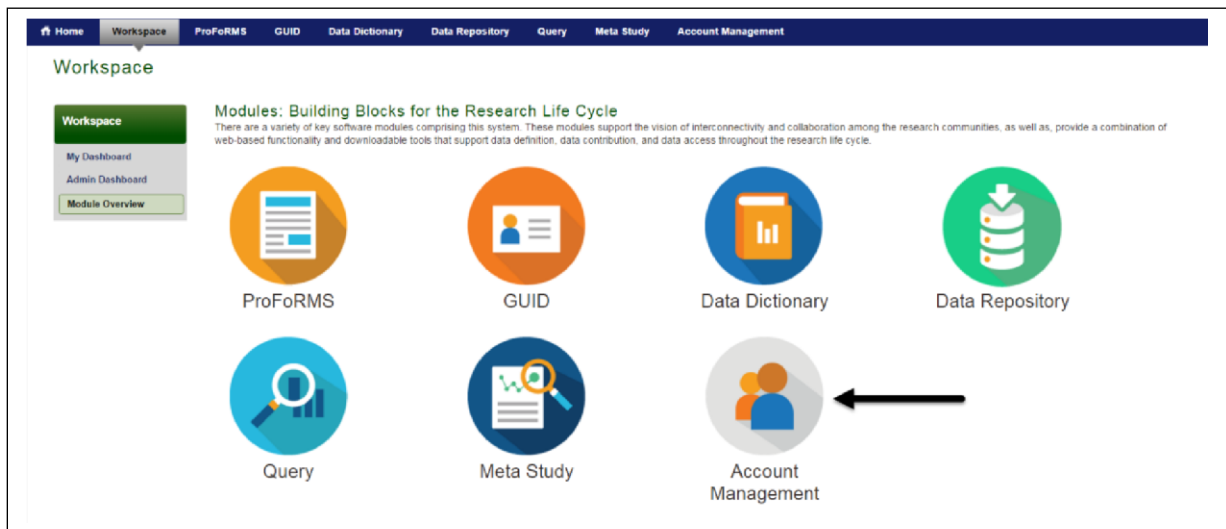 Home Workspace ProFoRMS GUID Data Dictionary Data Repository Query Meta Study Account Management
Workspace
Workspace
My Dashboard
Admin Dashboard
Module Overview
Modules: Building Blocks for the Research Life Cycle
There are a variety of key software modules comprising this system. These modules support the vision of interconnectivity and collaboration among the research communities, as well as, provide a combination of
web-based functionality and downloadable tools that support data definition, data contribution, and data access throughout the research life cycle.
ProFoRMS GUID Data Dictionary Data Repository
Query Meta Study Account
Management